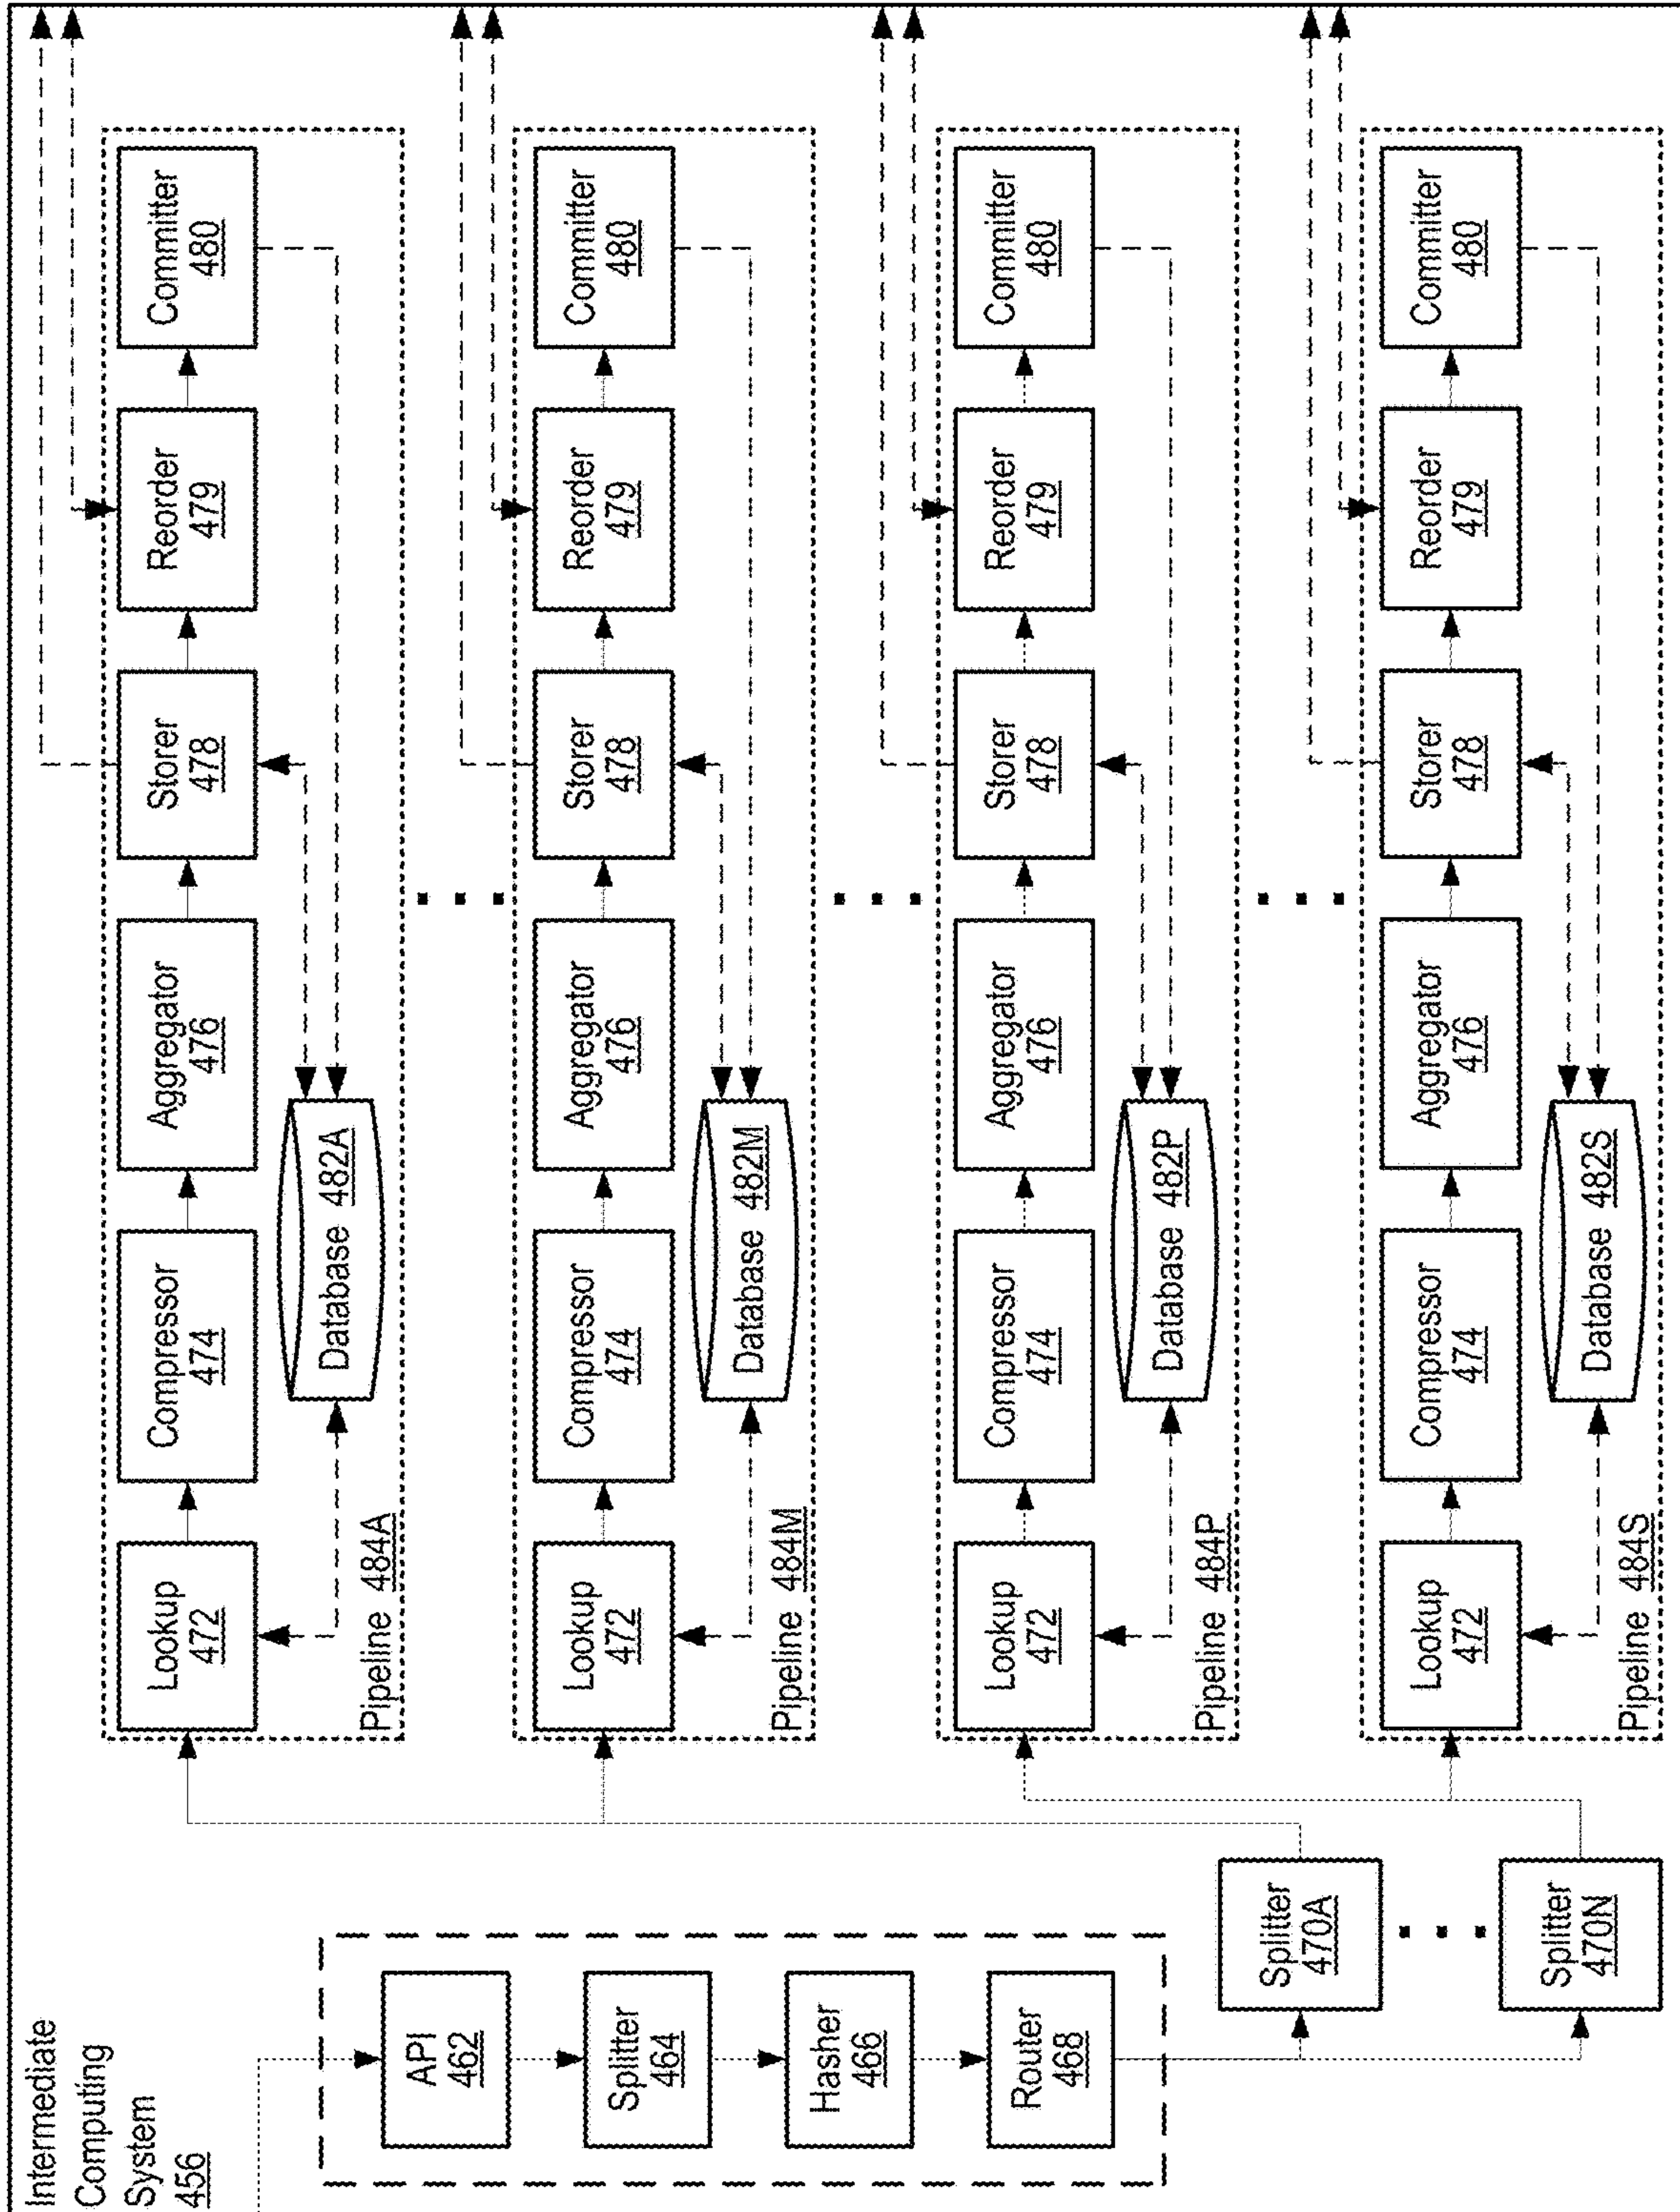 Intermediate
Computing
System
456
API
462
Splitter
464
Hasher
466
Router
468
Splitter
470A
Splitter
470N
Lookup
472
Compressor
474
Aggregator
476
Storer
478
Reorder
479
Committer
480
Database 482A
Pipeline 484A
Lookup
472
Compressor
474
Aggregator
476
Storer
478
Reorder
479
Committer
480
Database 482M
Pipeline 484M
Lookup
472
Compressor
474
Aggregator
476
Storer
478
Reorder
479
Committer
480
Database 482P
Pipeline 484P
Lookup
472
Compressor
474
Aggregator
476
Storer
478
Reorder
479
Committer
480
Database 482S
Pipeline 484S